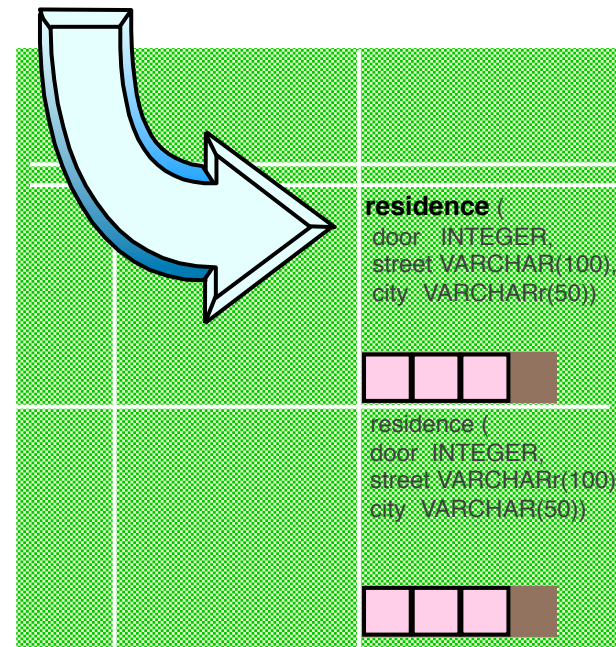 residence (
door INTEGER,
street VARCHAR(100),
city VARCHARr(50))
residence (
door INTEGER,
street VARCHARr(100)
city VARCHAR(50))